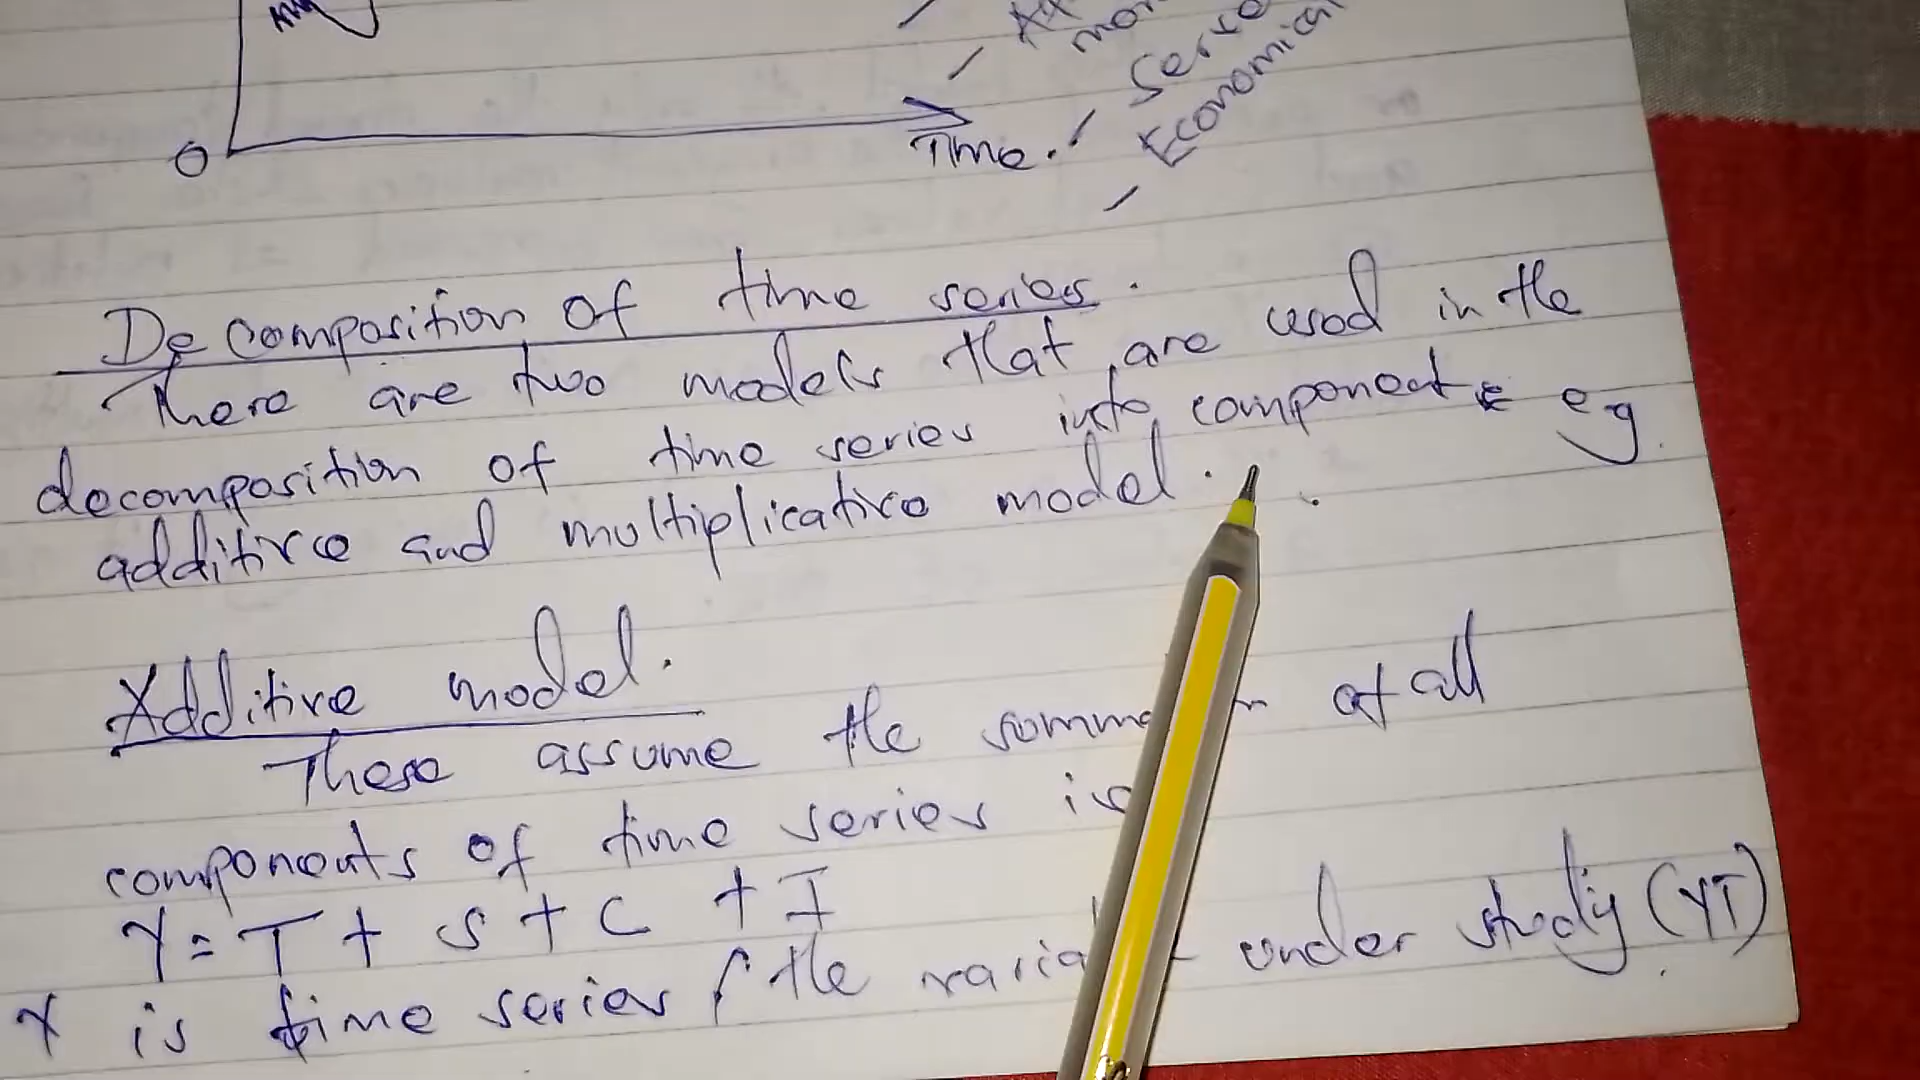 Economical
O
Time.
Decomposition of time series.
There are two models that are used in the
decomposition of time series into components eg
additive and multiplicative model.
Additive model.
These assume the of all
components of time series is
Y = T + S + C + I
Y is time series / the under study (YT)